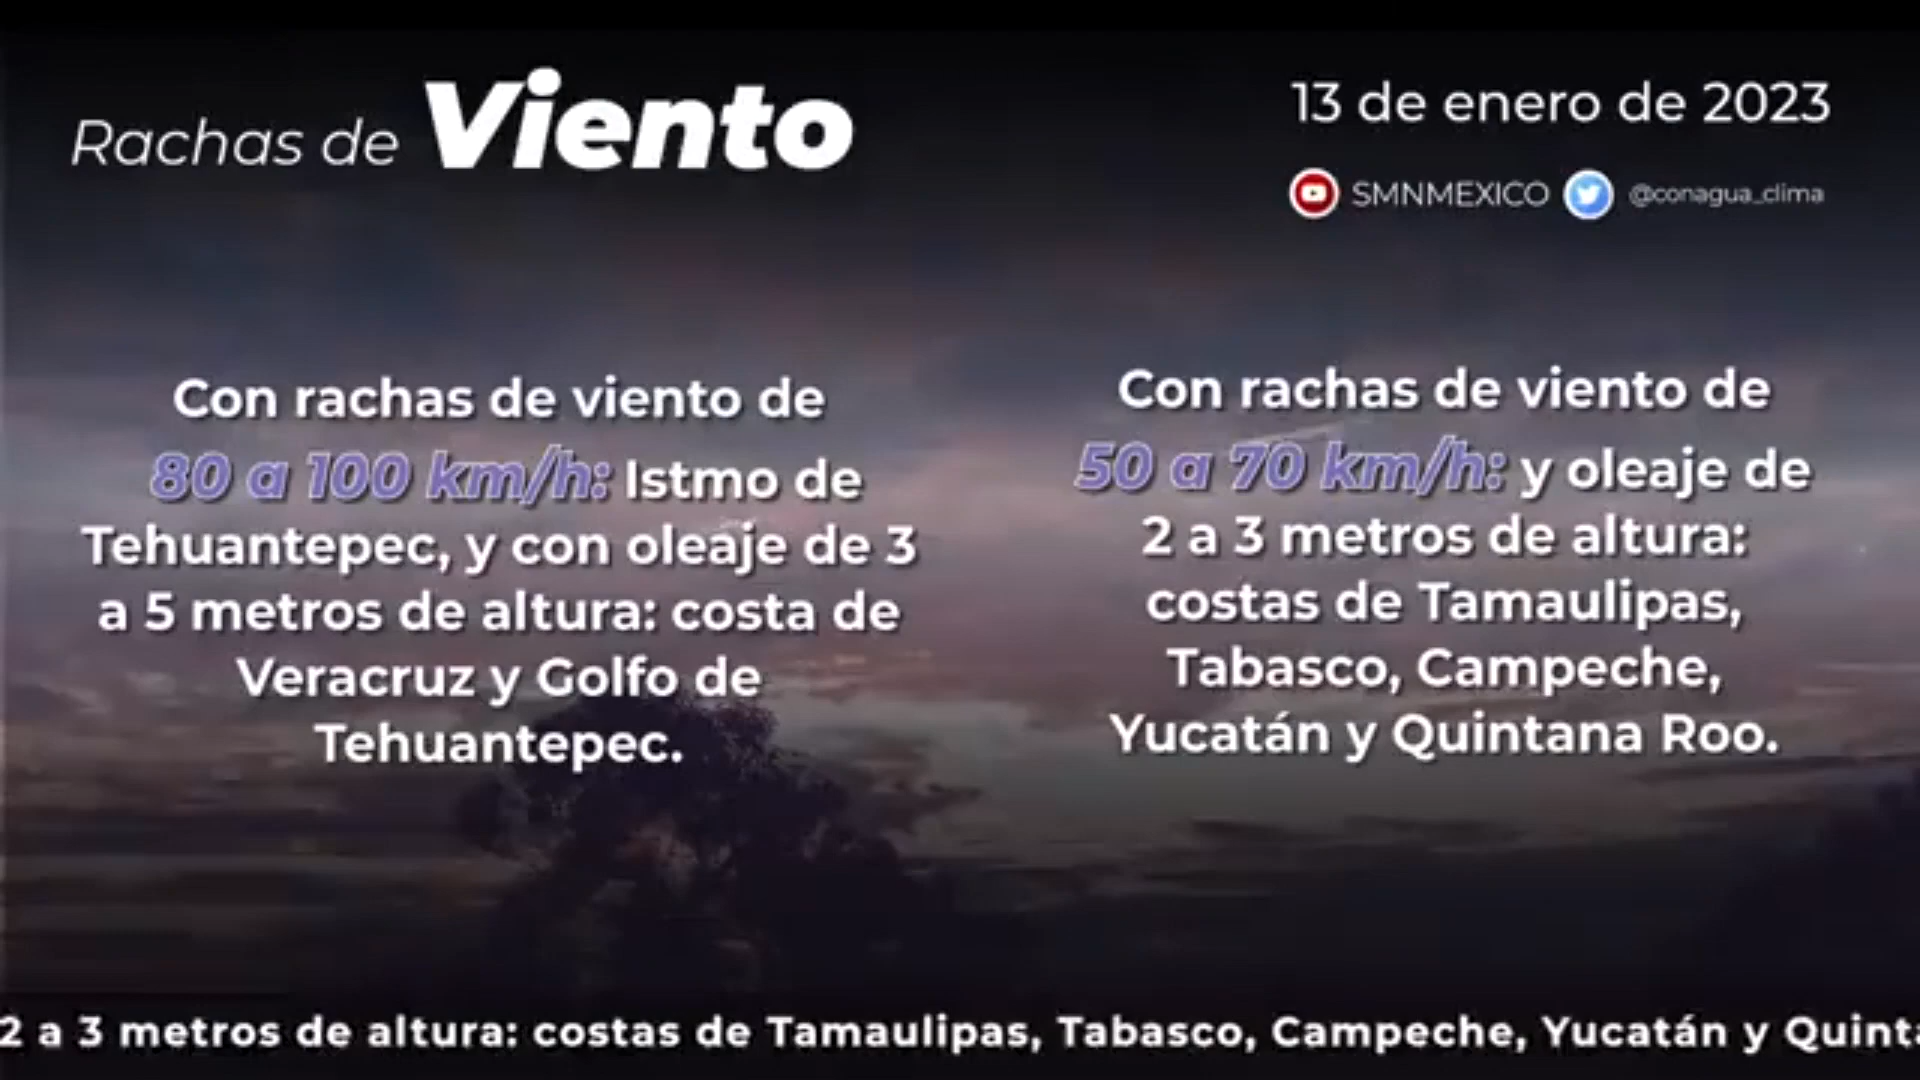 Rachas de Viento
13 de enero de 2023
SMNMEXICO @conagua_clima
Con rachas de viento de
80 a 100 km/h: Istmo de
Tehuantepec, y con oleaje de 3
a 5 metros de altura: costa de
Veracruz y Golfo de
Tehuantepec.
Con rachas de viento de
50 a 70 km/h: y oleaje de
2 a 3 metros de altura:
costas de Tamaulipas,
Tabasco, Campeche,
Yucatán y Quintana Roo.
2 a 3 metros de altura: costas de Tamaulipas, Tabasco, Campeche, Yucatán y Quinta